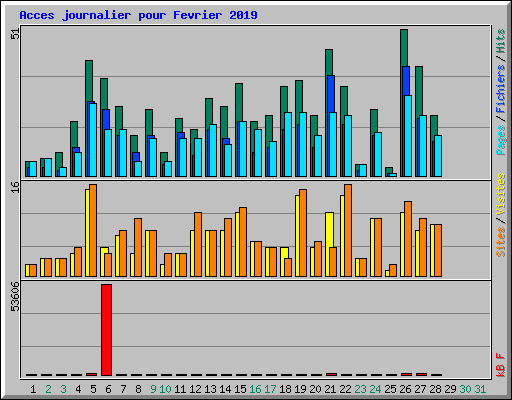 Acces journalier pour Fevrier 2019
51
16
53606
Pages / Fichiers / Hits
Sites / Visites
kB F
1 2 3 4 5 6 7 8 9 10 11 12 13 14 15 16 17 18 19 20 21 22 23 24 25 26 27 28 29 30 31